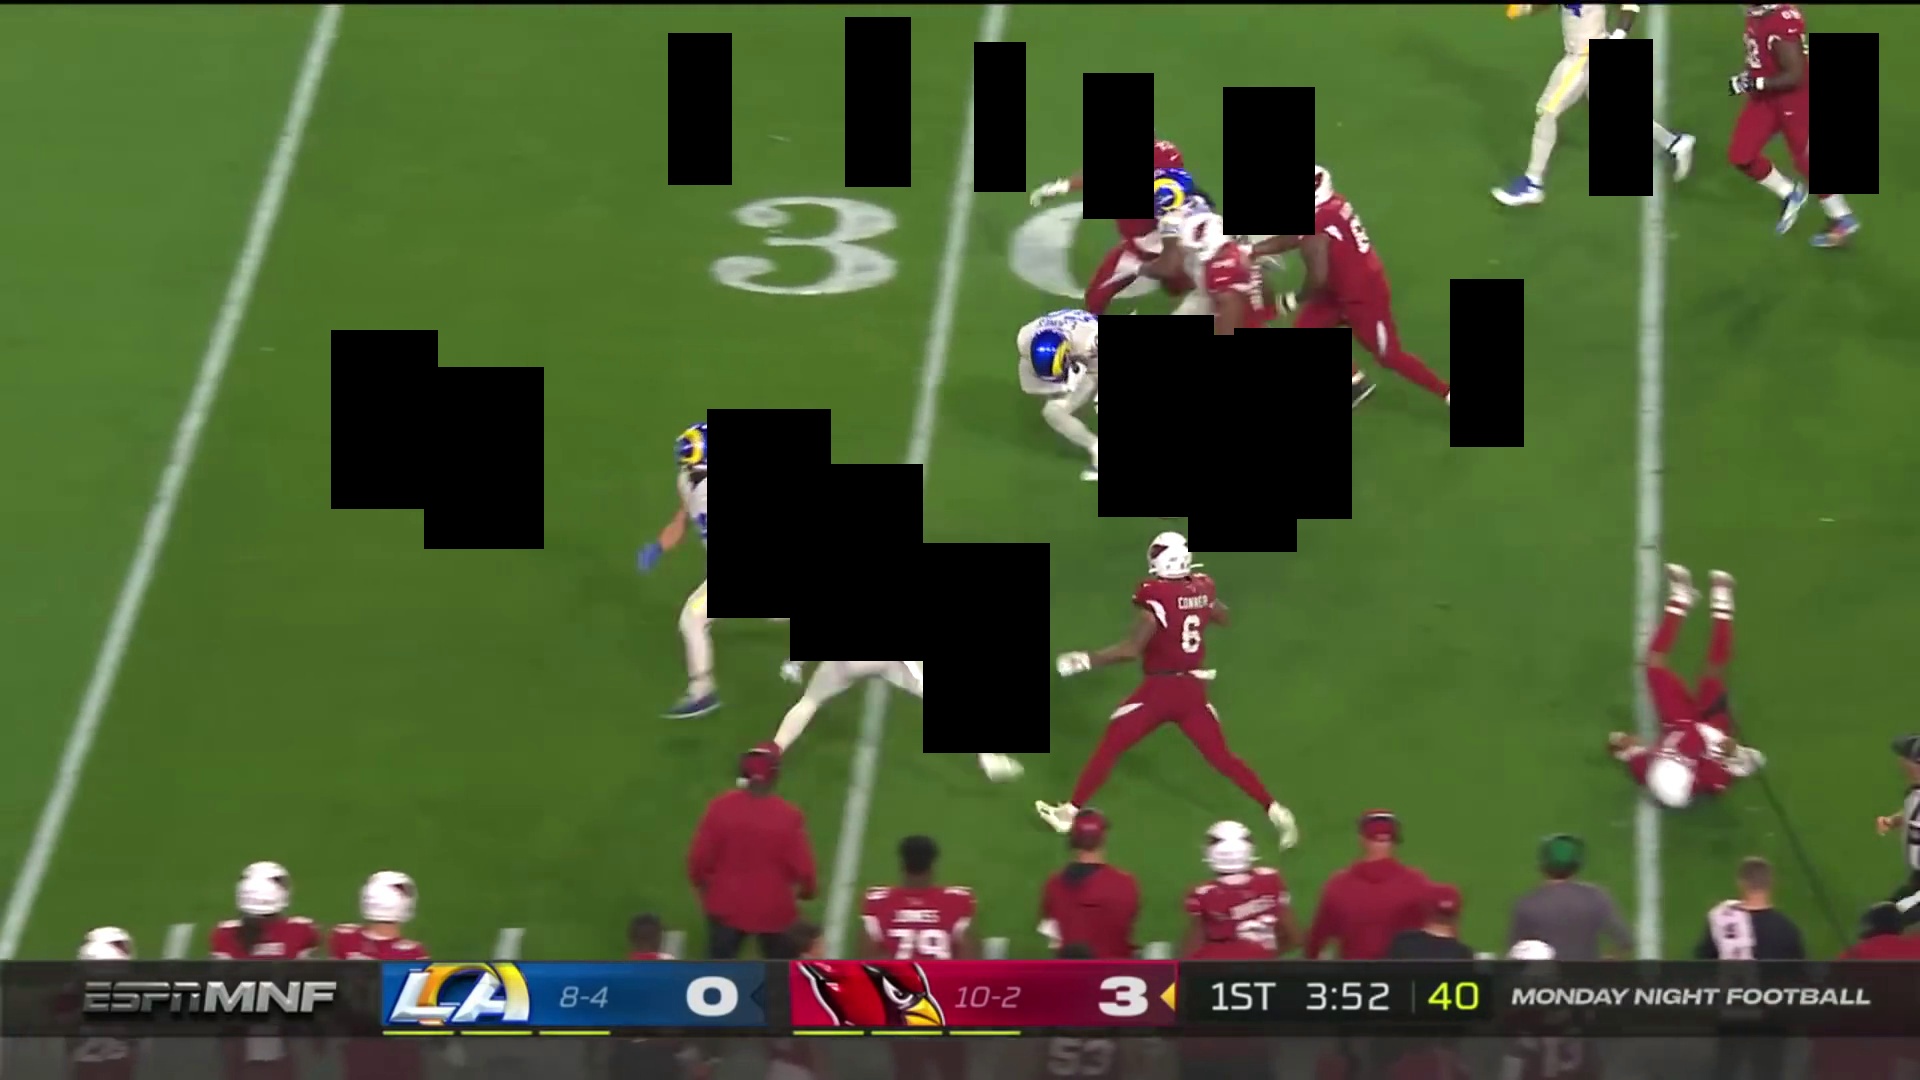 3
CONNER
6
JONES
79
ESPN MNF
LA
8-4
0
10-2
3
1ST
3:52
40
MONDAY NIGHT FOOTBALL
53